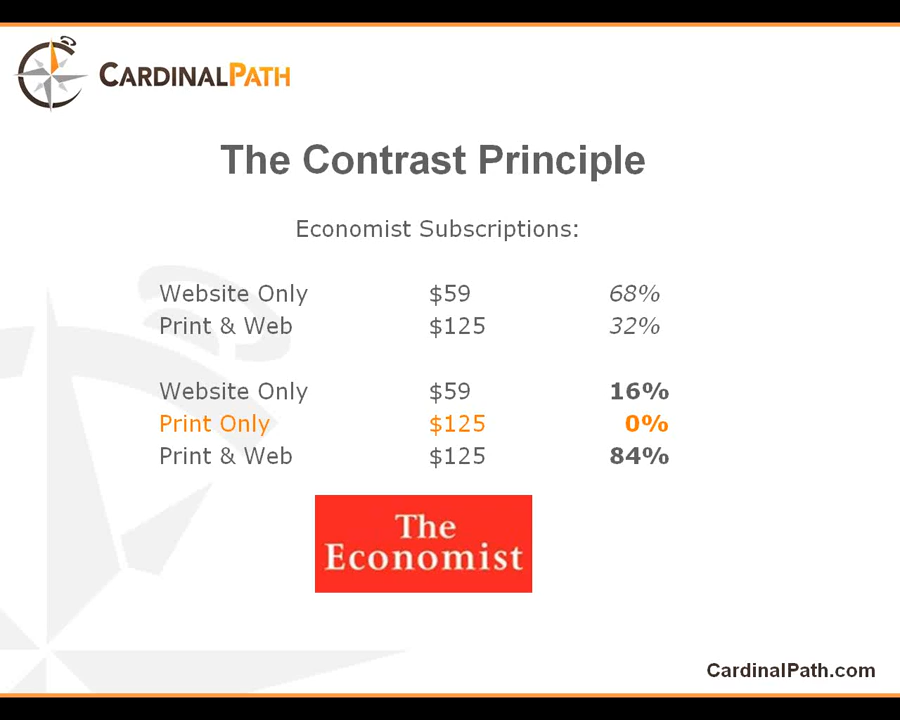 CARDINALPATH
The Contrast Principle
Economist Subscriptions:
Website Only $59 68%
Print & Web $125 32%
Website Only $59 16%
Print Only $125 0%
Print & Web $125 84%
The
Economist
CardinalPath.com